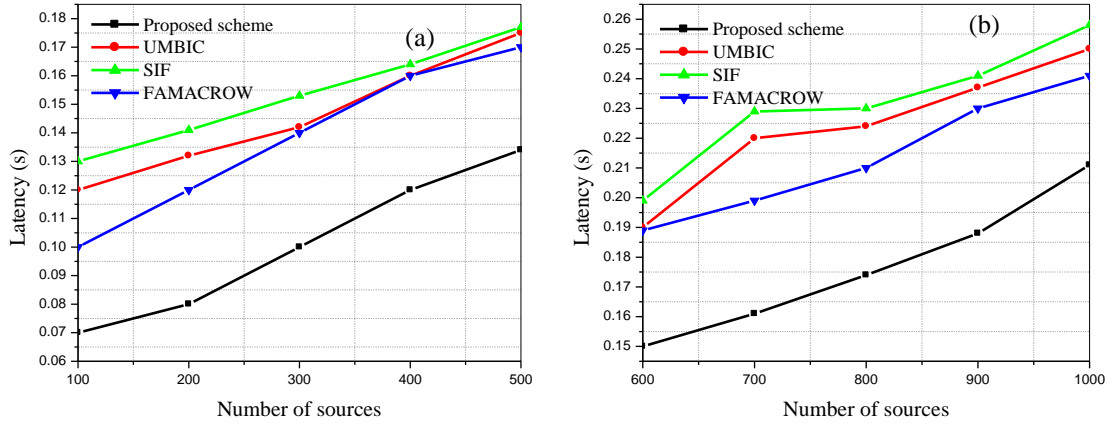 0.18
0.17
0.16
0.15
0.14
0.13
0.12
0.11
0.10
0.09
0.08
0.07
0.06
Latency (s)
Proposed scheme
UMBIC
SIF
FAMACROW
(a)
100
200
300
400
500
Number of sources
0.26
0.25
0.24
0.23
0.22
0.21
0.20
0.19
0.18
0.17
0.16
0.15
Latency (s)
Proposed scheme
UMBIC
SIF
FAMACROW
(b)
600
700
800
900
1000
Number of sources